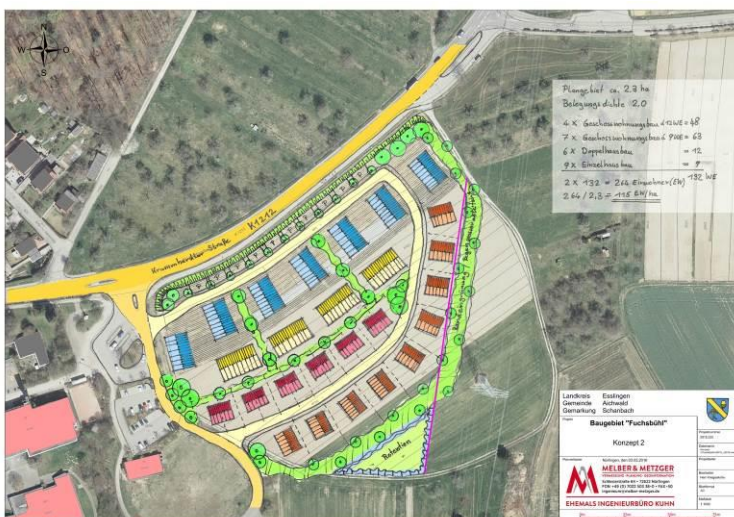 N
W O
S
Plangebiet ca. 2.3 ha
Belegungsdichte 2.0
4 x Geschosswohnungsbau á 12 WE = 48
7 x Geschosswohnungsbau á 9 WE = 63
6 x Doppelhausbau = 12
9 x Einzelhausbau = 9
132 WE
2 x 132 = 264 Einwohner (EW)
264 / 2,3 = 115 EW/ha
Krummhardter-Straße K1212
Retention
Landkreis Esslingen
Gemeinde Aichwald
Gemarkung Schanbach
Baugebiet "Fuchsbühl"
Konzept 2
MELBER & METZGER
EHEMALS INGENIEURBÜRO KUHN